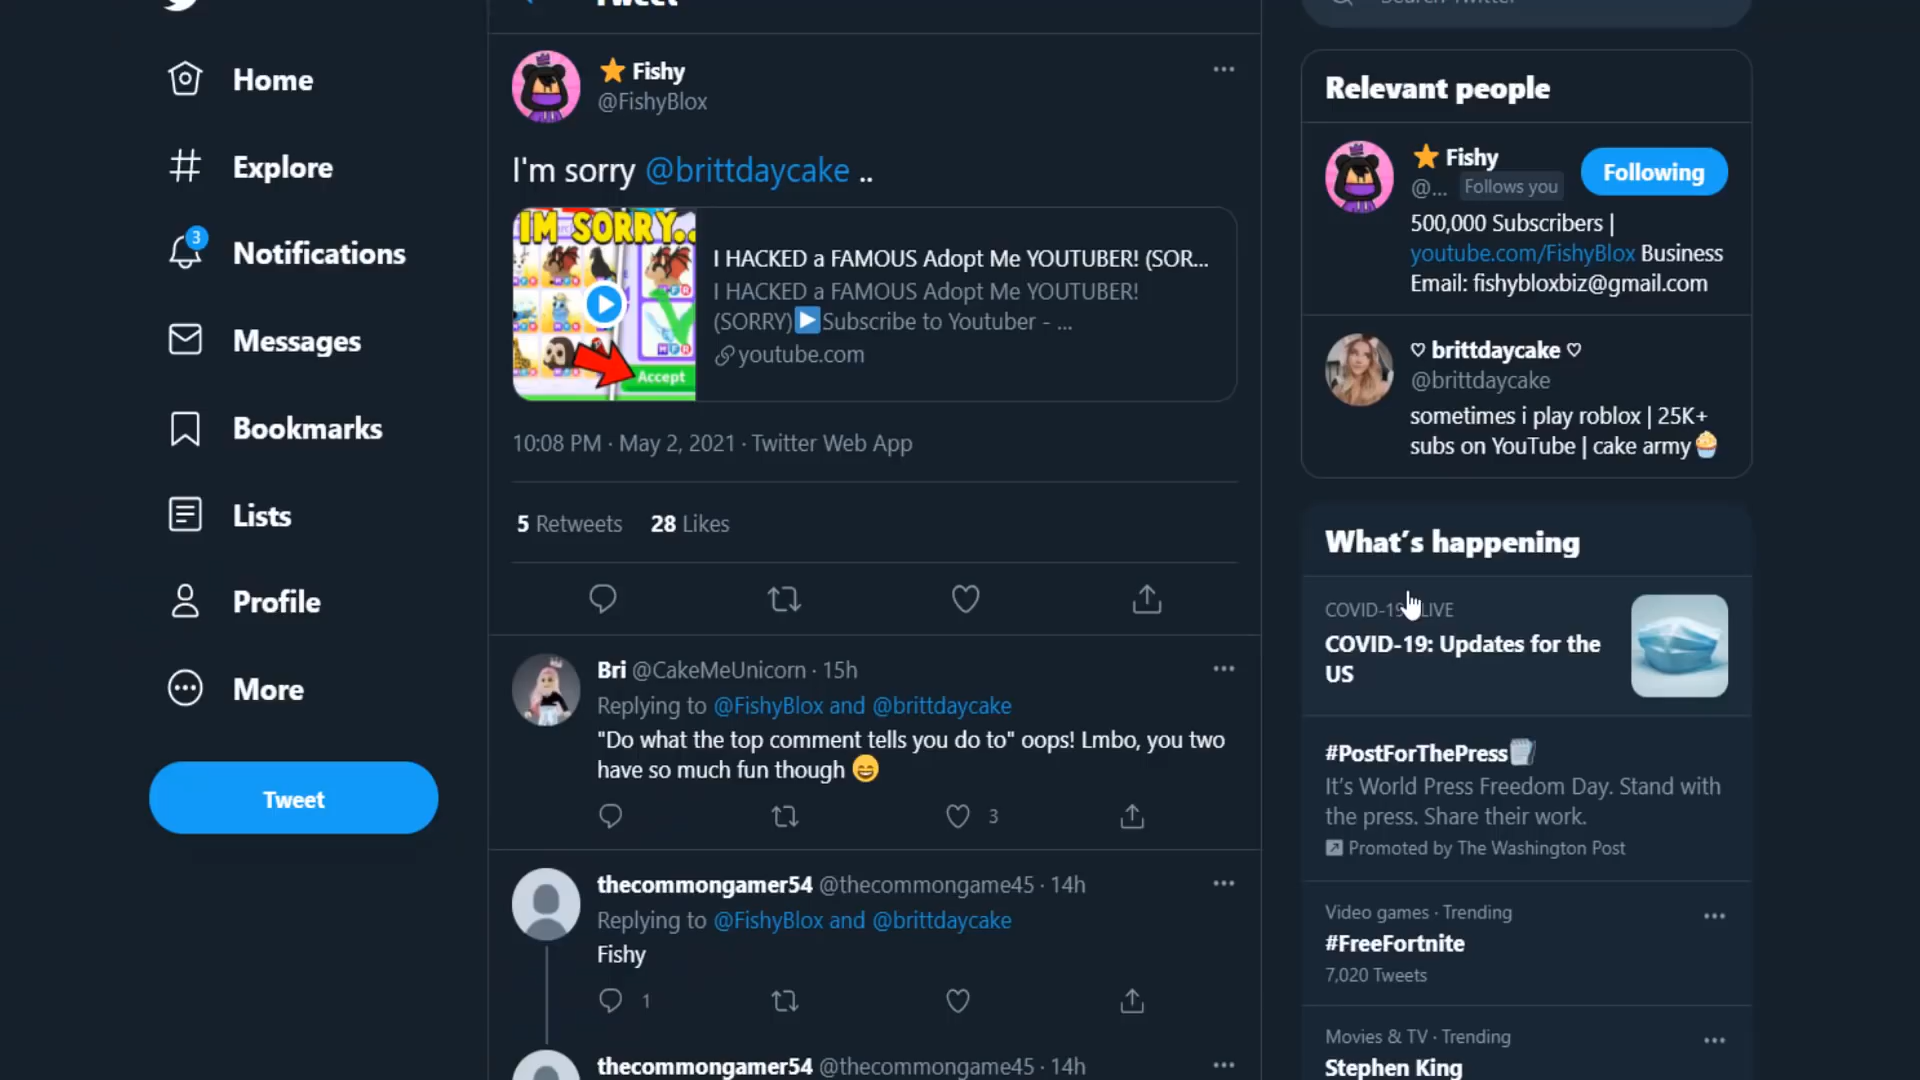 Tweet
Search Twitter
Home
Explore
3
Notifications
Messages
Bookmarks
Lists
Profile
More
Tweet
⭐ Fishy
@FishyBlox
I'm sorry @brittdaycake ..
IM SORRY..
Accept
I HACKED a FAMOUS Adopt Me YOUTUBER! (SOR...
I HACKED a FAMOUS Adopt Me YOUTUBER!
(SORRY)▶️Subscribe to Youtuber - ...
youtube.com
10:08 PM · May 2, 2021 · Twitter Web App
5 Retweets 28 Likes
Bri @CakeMeUnicorn · 15h
Replying to @FishyBlox and @brittdaycake
"Do what the top comment tells you do to" oops! Lmbo, you two
have so much fun though 😄
3
thecommongamer54 @thecommongame45 · 14h
Replying to @FishyBlox and @brittdaycake
Fishy
1
thecommongamer54 @thecommongame45 · 14h
Relevant people
⭐ Fishy
@... Follows you
Following
500,000 Subscribers |
youtube.com/FishyBlox Business
Email: fishybloxbiz@gmail.com
♡ brittdaycake ♡
@brittdaycake
sometimes i play roblox | 25K+
subs on YouTube | cake army🧁
What's happening
COVID-19 LIVE
COVID-19: Updates for the
US
#PostForThePress
It's World Press Freedom Day. Stand with
the press. Share their work.
Promoted by The Washington Post
Video games · Trending
#FreeFortnite
7,020 Tweets
Movies & TV · Trending
Stephen King